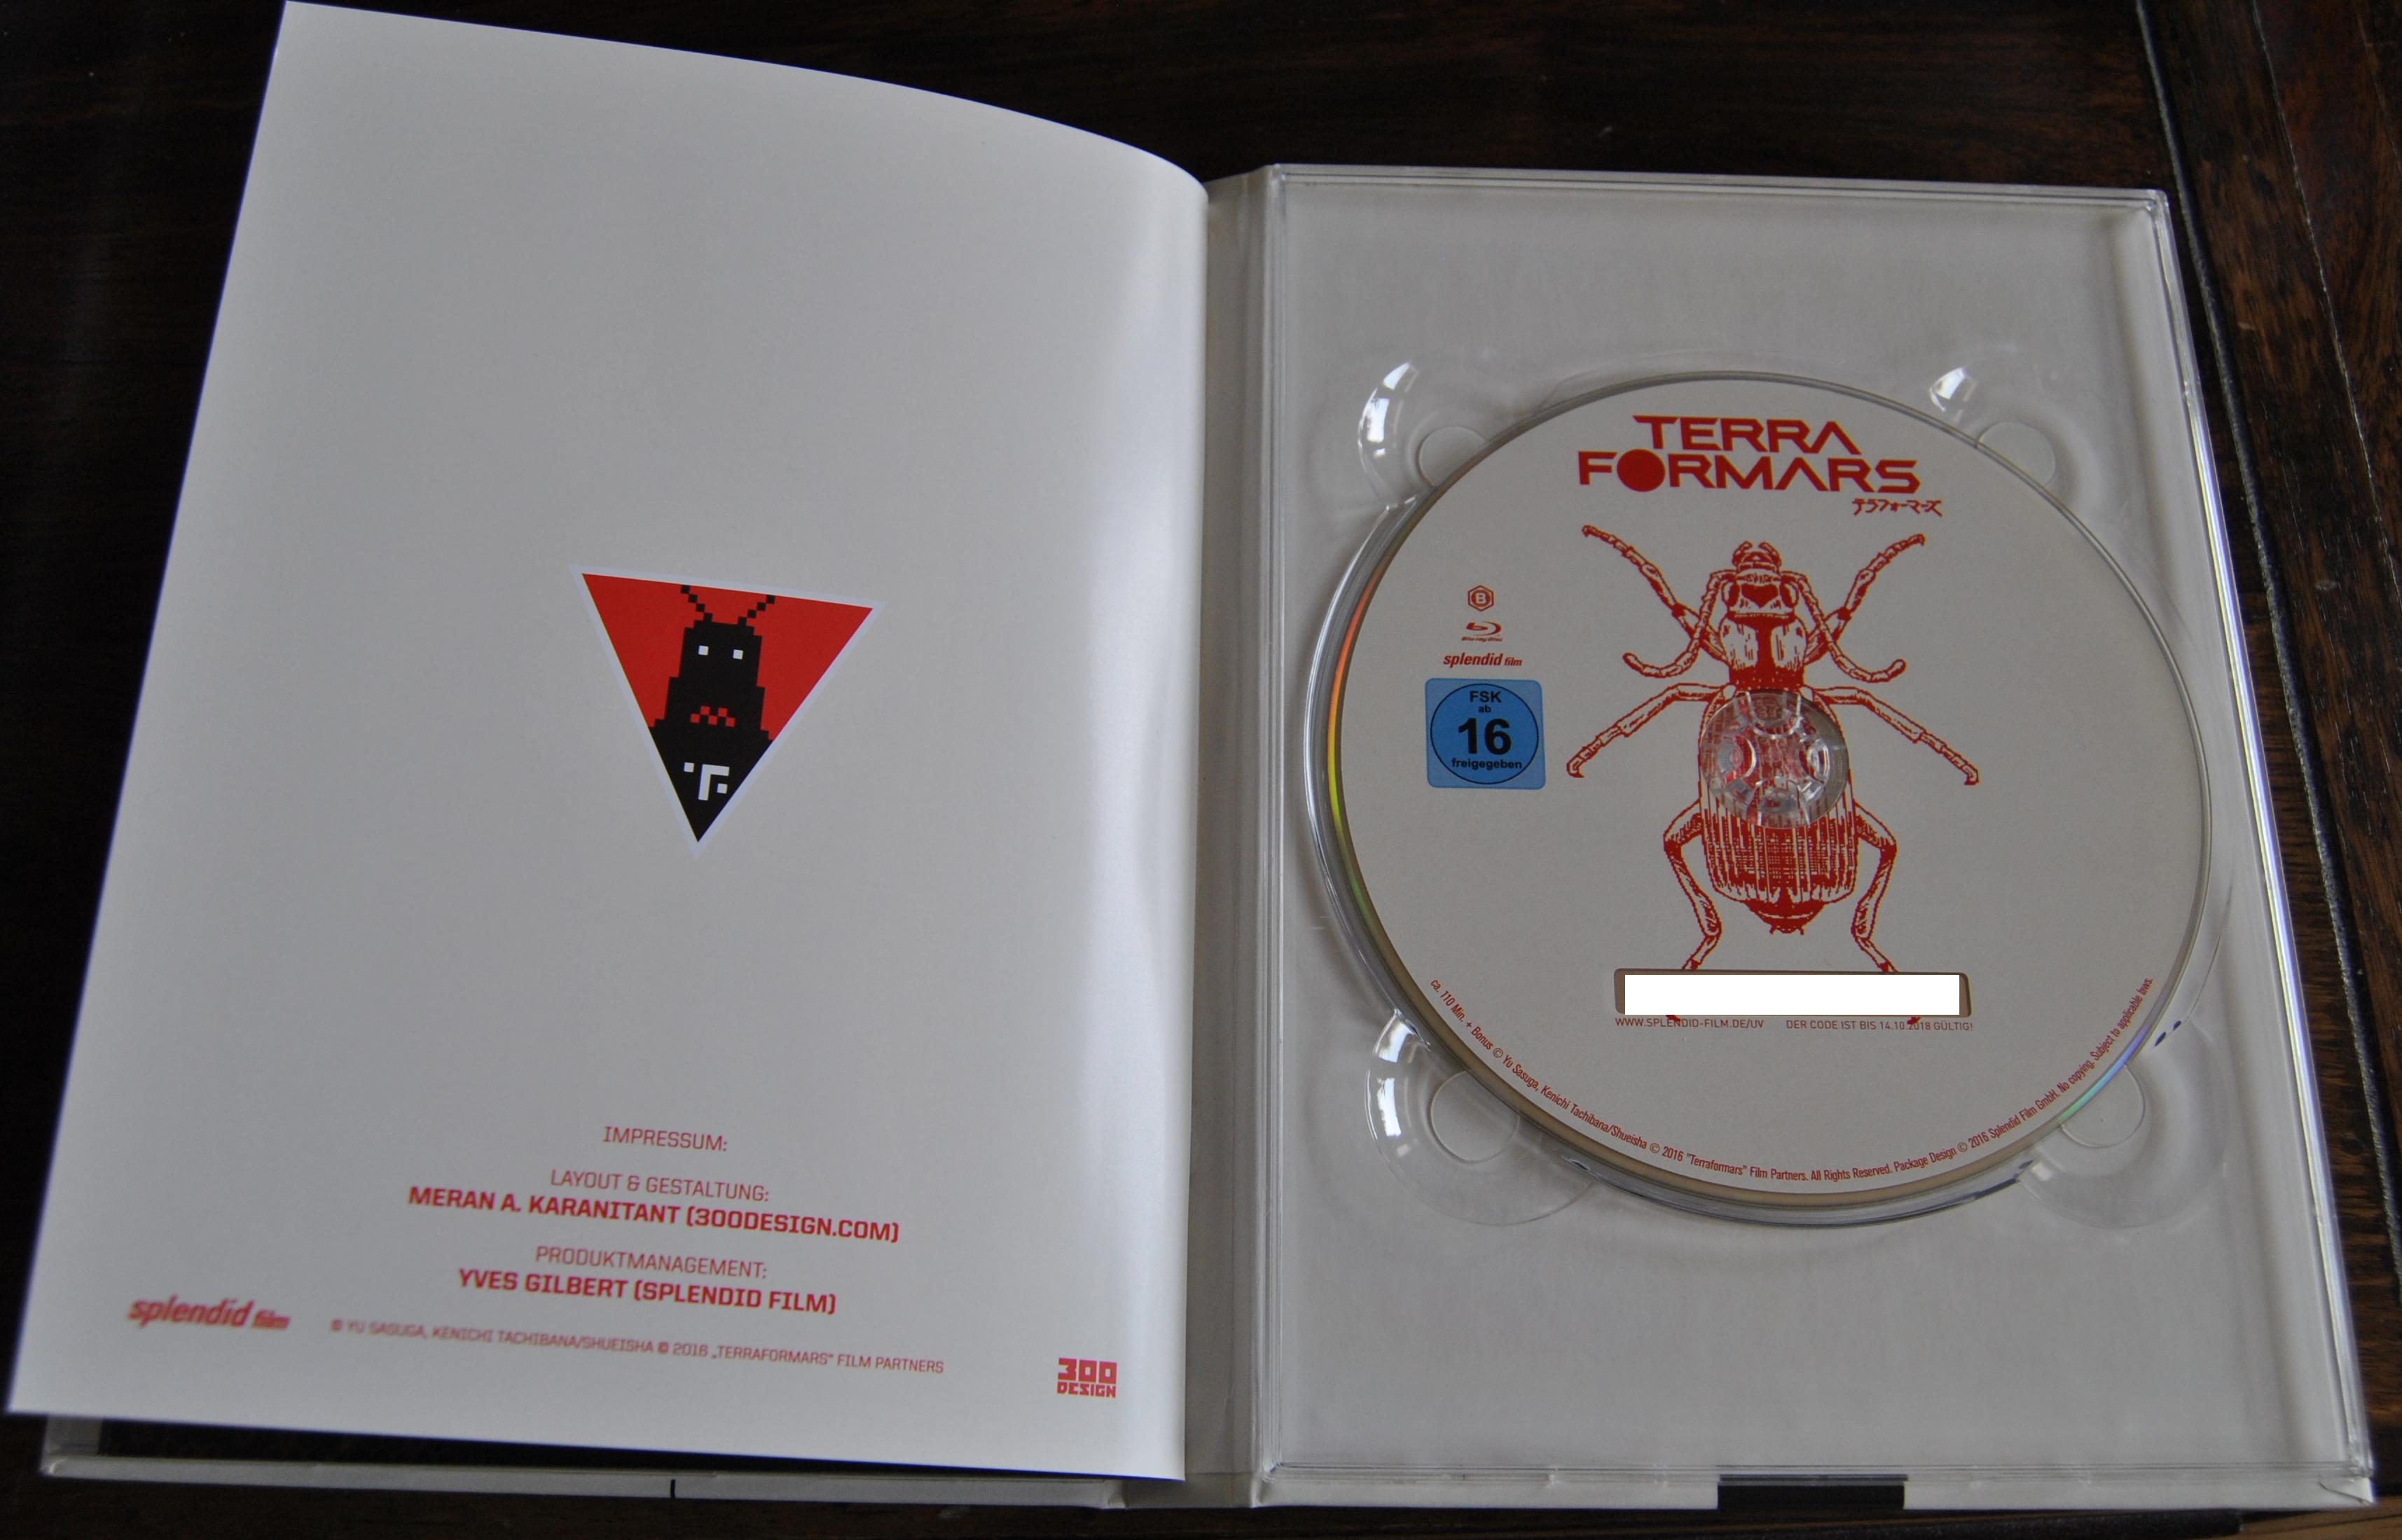 IMPRESSUM:
LAYOUT & GESTALTUNG:
MERAN A. KARANITANT (300DESIGN.COM)
PRODUKTMANAGEMENT:
YVES GILBERT (SPLENDID FILM)
splendid film
© YU SASUGA, KENICHI TACHIBANA/SHUEISHA © 2016 „TERRAFORMARS" FILM PARTNERS
300
DESIGN
TERRA
FORMARS
テラフォーマーズ
B
Blu-ray Disc
splendid film
FSK
ab
16
freigegeben
WWW.SPLENDID-FILM.DE/UV DER CODE IST BIS 14.10.2018 GÜLTIG!
ca. 110 Min. + Bonus © Yu Sasuga, Kenichi Tachibana/Shueisha © 2016 "Terraformars" Film Partners. All Rights Reserved. Package Design © 2016 Splendid Film GmbH. No copying. Subject to applicable laws.